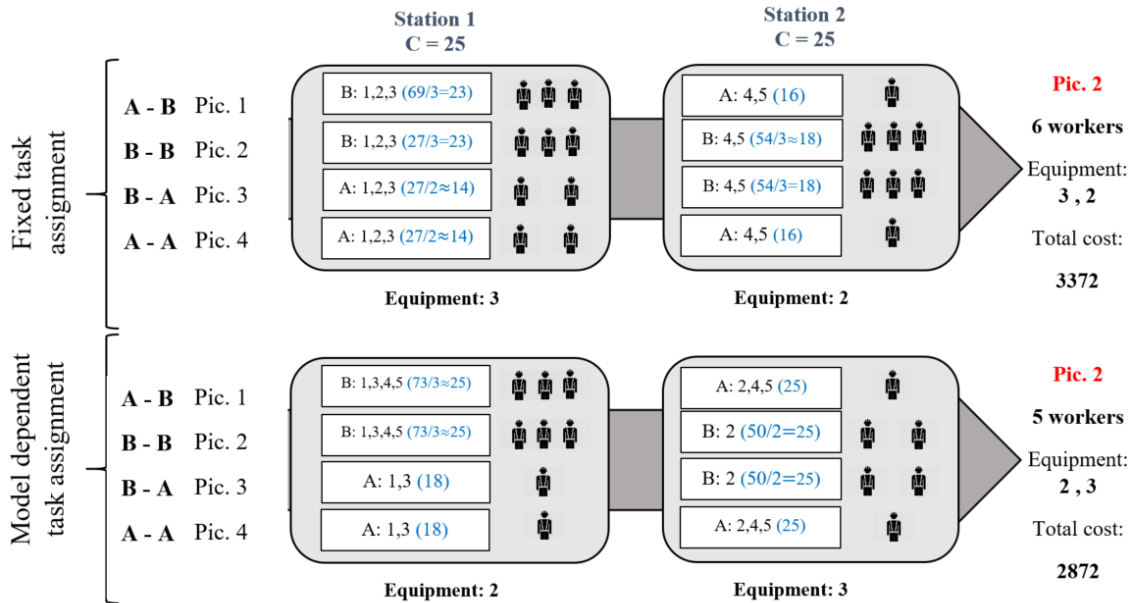 Station 1
C = 25
Station 2
C = 25
Fixed task
assignment
A - B Pic. 1
B - B Pic. 2
B - A Pic. 3
A - A Pic. 4
B: 1,2,3 (69/3=23)
B: 1,2,3 (27/3=23)
A: 1,2,3 (27/2≈14)
A: 1,2,3 (27/2≈14)
Equipment: 3
A: 4,5 (16)
B: 4,5 (54/3≈18)
B: 4,5 (54/3=18)
A: 4,5 (16)
Equipment: 2
Pic. 2
6 workers
Equipment:
3 , 2
Total cost:
3372
Model dependent
task assignment
A - B Pic. 1
B - B Pic. 2
B - A Pic. 3
A - A Pic. 4
B: 1,3,4,5 (73/3≈25)
B: 1,3,4,5 (73/3≈25)
A: 1,3 (18)
A: 1,3 (18)
Equipment: 2
A: 2,4,5 (25)
B: 2 (50/2=25)
B: 2 (50/2=25)
A: 2,4,5 (25)
Equipment: 3
Pic. 2
5 workers
Equipment:
2 , 3
Total cost:
2872